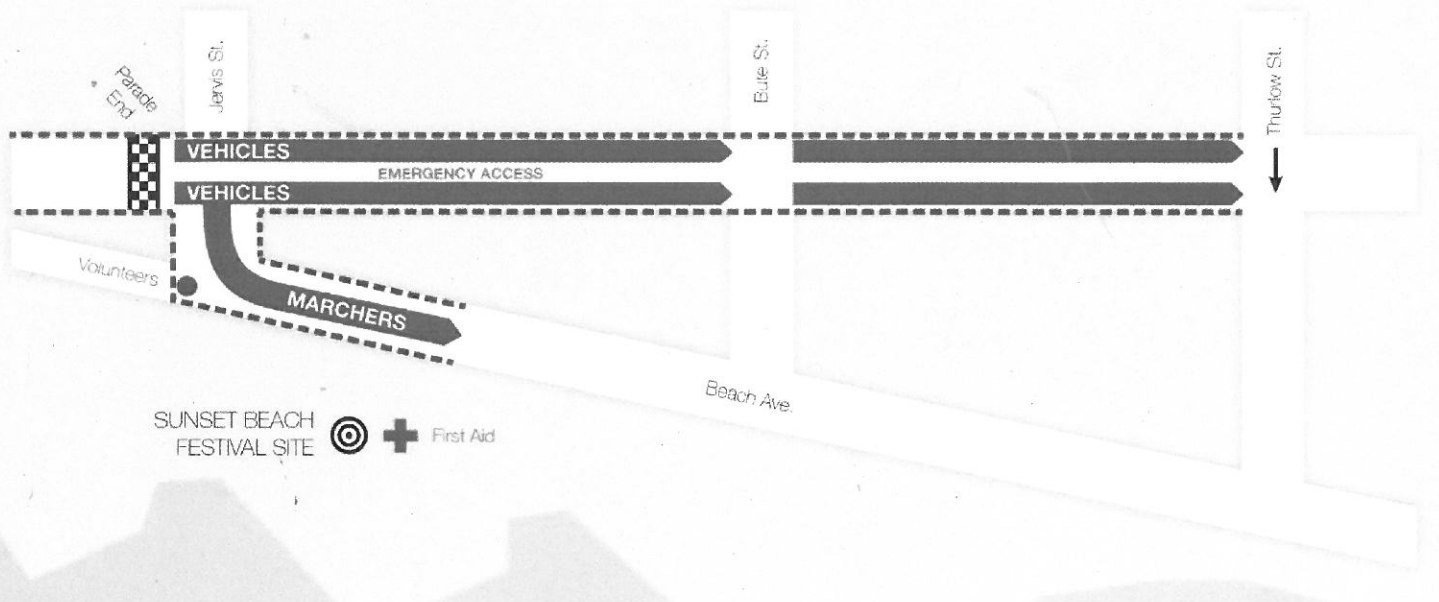 Parade
End
Jervis St.
Bute St.
Thurlow St.
VEHICLES
EMERGENCY ACCESS
VEHICLES
Volunteers
MARCHERS
Beach Ave.
SUNSET BEACH
FESTIVAL SITE
First Aid